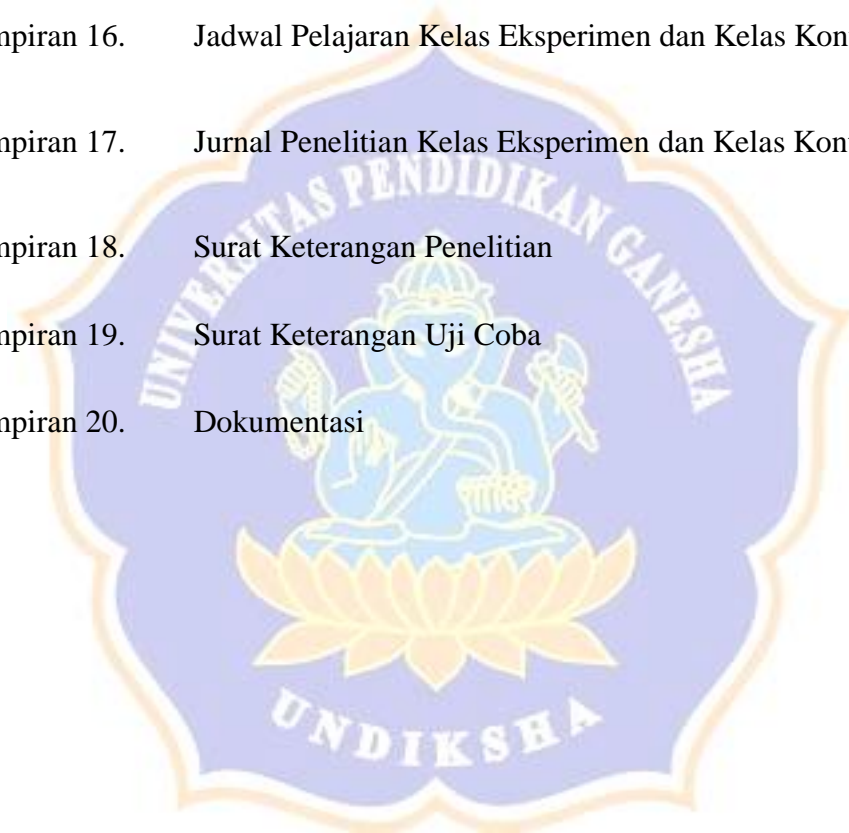 mpiran 16. Jadwal Pelajaran Kelas Eksperimen dan Kelas Kon
mpiran 17. Jurnal Penelitian Kelas Eksperimen dan Kelas Kon
UNIVERSITAS PENDIDIKAN GANESHA
mpiran 18. Surat Keterangan Penelitian
mpiran 19. Surat Keterangan Uji Coba
mpiran 20. Dokumentasi
UNDIKSHA